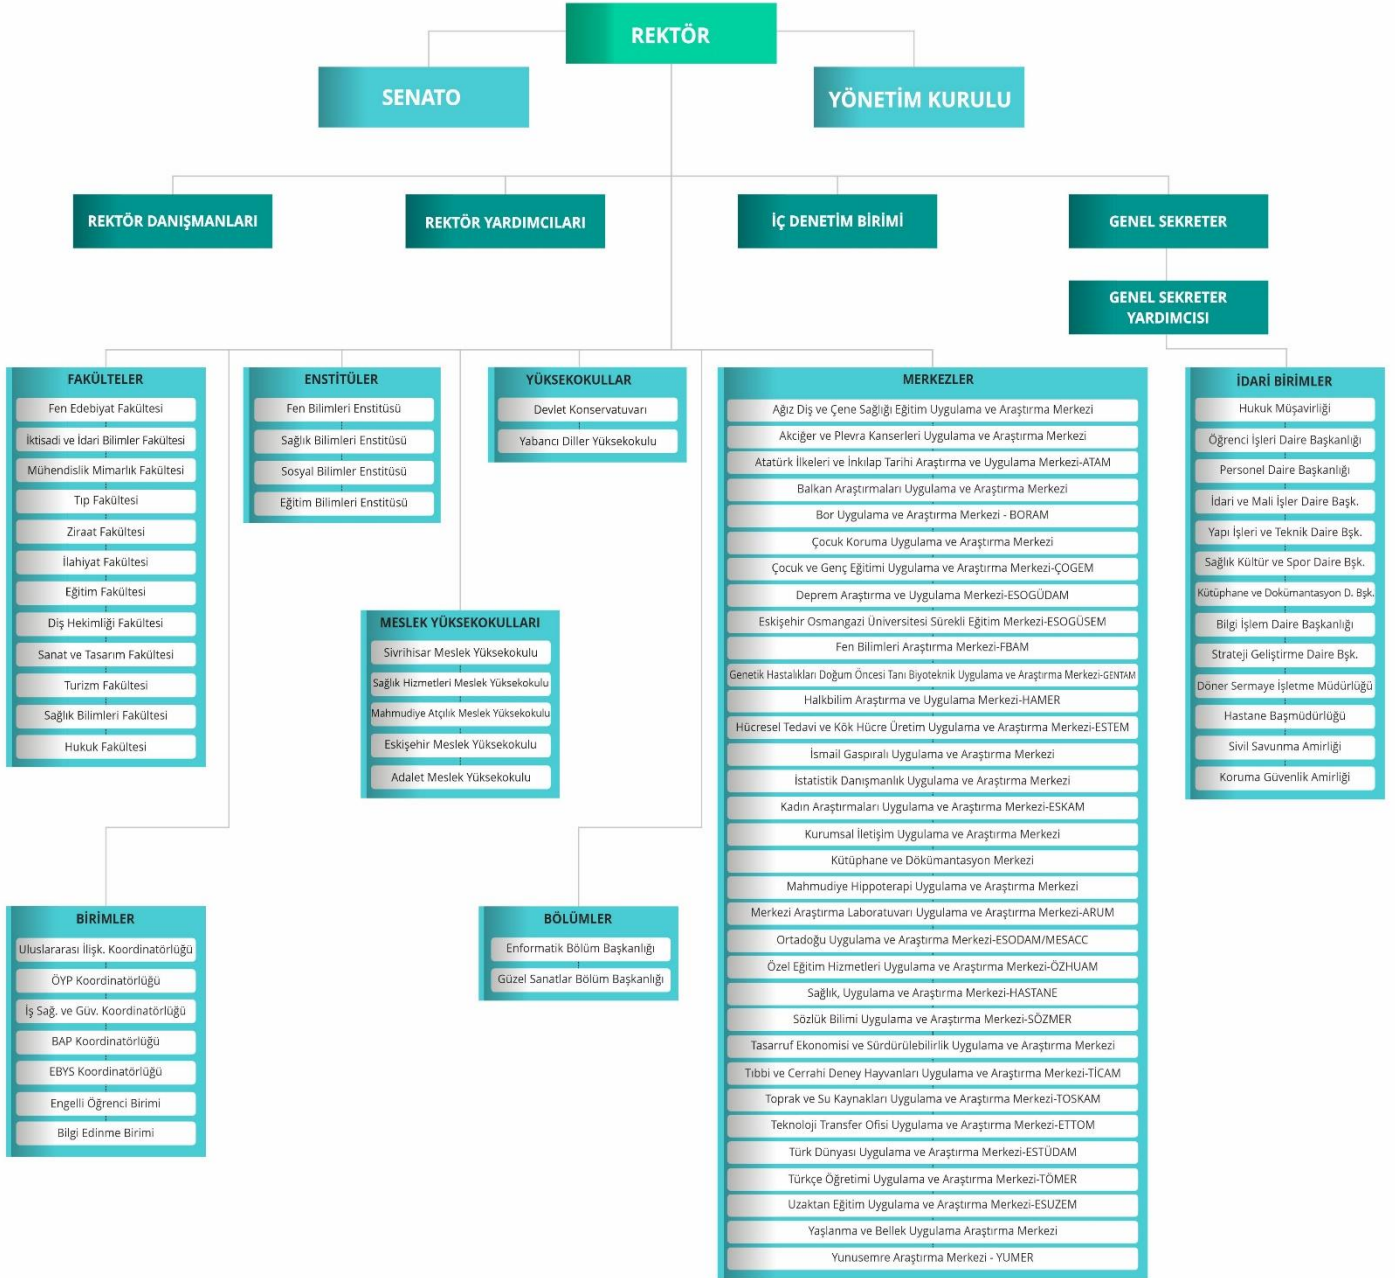 REKTÖR
SENATO
YÖNETİM KURULU
REKTÖR DANIŞMANLARI
REKTÖR YARDIMCILARI
İÇ DENETİM BİRİMİ
GENEL SEKRETER
GENEL SEKRETER
YARDIMCISI
FAKÜLTELER
Fen Edebiyat Fakültesi
İktisadi ve İdari Bilimler Fakültesi
Mühendislik Mimarlık Fakültesi
Tıp Fakültesi
Ziraat Fakültesi
İlahiyat Fakültesi
Eğitim Fakültesi
Diş Hekimliği Fakültesi
Sanat ve Tasarım Fakültesi
Turizm Fakültesi
Sağlık Bilimleri Fakültesi
Hukuk Fakültesi
ENSTİTÜLER
Fen Bilimleri Enstitüsü
Sağlık Bilimleri Enstitüsü
Sosyal Bilimler Enstitüsü
Eğitim Bilimleri Enstitüsü
YÜKSEKOKULLAR
Devlet Konservatuvarı
Yabancı Diller Yüksekokulu
MESLEK YÜKSEKOKULLARI
Sivrihisar Meslek Yüksekokulu
Sağlık Hizmetleri Meslek Yüksekokulu
Mahmudiye Atçılık Meslek Yüksekokulu
Eskişehir Meslek Yüksekokulu
Adalet Meslek Yüksekokulu
MERKEZLER
Ağız Diş ve Çene Sağlığı Eğitim Uygulama ve Araştırma Merkezi
Akciğer ve Plevra Kanserleri Uygulama ve Araştırma Merkezi
Atatürk İlkeleri ve İnkılap Tarihi Araştırma ve Uygulama Merkezi-ATAM
Balkan Araştırmaları Uygulama ve Araştırma Merkezi
Bor Uygulama ve Araştırma Merkezi - BORAM
Çocuk Koruma Uygulama ve Araştırma Merkezi
Çocuk ve Genç Eğitimi Uygulama ve Araştırma Merkezi-ÇOGEM
Deprem Araştırma ve Uygulama Merkezi-ESOGÜDAM
Eskişehir Osmangazi Üniversitesi Sürekli Eğitim Merkezi-ESOGÜSEM
Fen Bilimleri Araştırma Merkezi-FBAM
Genetik Hastalıkları Doğum Öncesi Tanı Biyoteknik Uygulama ve Araştırma Merkezi-GENTAM
Halkbilim Araştırma ve Uygulama Merkezi-HAMER
Hücresel Tedavi ve Kök Hücre Üretim Uygulama ve Araştırma Merkezi-ESTEM
İsmail Gaspıralı Uygulama ve Araştırma Merkezi
İstatistik Danışmanlık Uygulama ve Araştırma Merkezi
Kadın Araştırmaları Uygulama ve Araştırma Merkezi-ESKAM
Kurumsal İletişim Uygulama ve Araştırma Merkezi
Kütüphane ve Dökümantasyon Merkezi
Mahmudiye Hippoterapi Uygulama ve Araştırma Merkezi
Merkezi Araştırma Laboratuvarı Uygulama ve Araştırma Merkezi-ARUM
Ortadoğu Uygulama ve Araştırma Merkezi-ESODAM/MESACC
Özel Eğitim Hizmetleri Uygulama ve Araştırma Merkezi-ÖZHUAM
Sağlık, Uygulama ve Araştırma Merkezi-HASTANE
Sözlük Bilimi Uygulama ve Araştırma Merkezi-SÖZMER
Tasarruf Ekonomisi ve Sürdürülebilirlik Uygulama ve Araştırma Merkezi
Tıbbi ve Cerrahi Deney Hayvanları Uygulama ve Araştırma Merkezi-TİCAM
Toprak ve Su Kaynakları Uygulama ve Araştırma Merkezi-TOSKAM
Teknoloji Transfer Ofisi Uygulama ve Araştırma Merkezi-ETTOM
Türk Dünyası Uygulama ve Araştırma Merkezi-ESTÜDAM
Türkçe Öğretimi Uygulama ve Araştırma Merkezi-TÖMER
Uzaktan Eğitim Uygulama ve Araştırma Merkezi-ESUZEM
Yaşlanma ve Bellek Uygulama Araştırma Merkezi
Yunusemre Araştırma Merkezi - YUMER
İDARİ BİRİMLER
Hukuk Müşavirliği
Öğrenci İşleri Daire Başkanlığı
Personel Daire Başkanlığı
İdari ve Mali İşler Daire Başk.
Yapı İşleri ve Teknik Daire Bşk.
Sağlık Kültür ve Spor Daire Bşk.
Kütüphane ve Dokümantasyon D. Bşk.
Bilgi İşlem Daire Başkanlığı
Strateji Geliştirme Daire Bşk.
Döner Sermaye İşletme Müdürlüğü
Hastane Başmüdürlüğü
Sivil Savunma Amirliği
Koruma Güvenlik Amirliği
BİRİMLER
Uluslararası İlişk. Koordinatörlüğü
ÖYP Koordinatörlüğü
İş Sağ. ve Güv. Koordinatörlüğü
BAP Koordinatörlüğü
EBYS Koordinatörlüğü
Engelli Öğrenci Birimi
Bilgi Edinme Birimi
BÖLÜMLER
Enformatik Bölüm Başkanlığı
Güzel Sanatlar Bölüm Başkanlığı